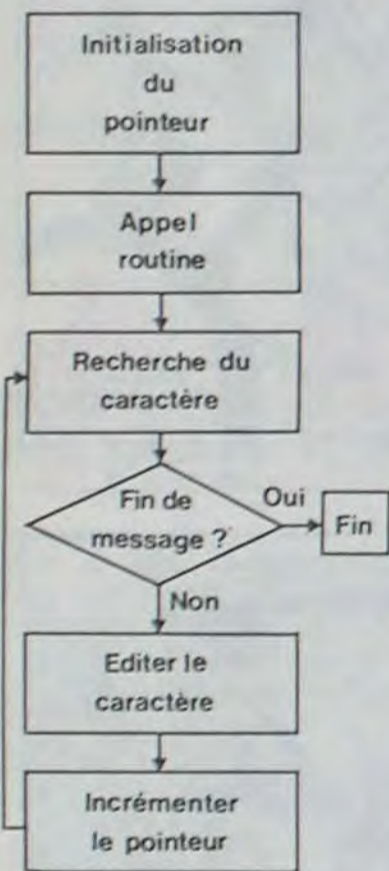 Initialisation
du
pointeur
Appel
routine
Recherche du
caractère
Fin de
message ?
Oui
Fin
Non
Editer le
caractère
Incrémenter
le pointeur